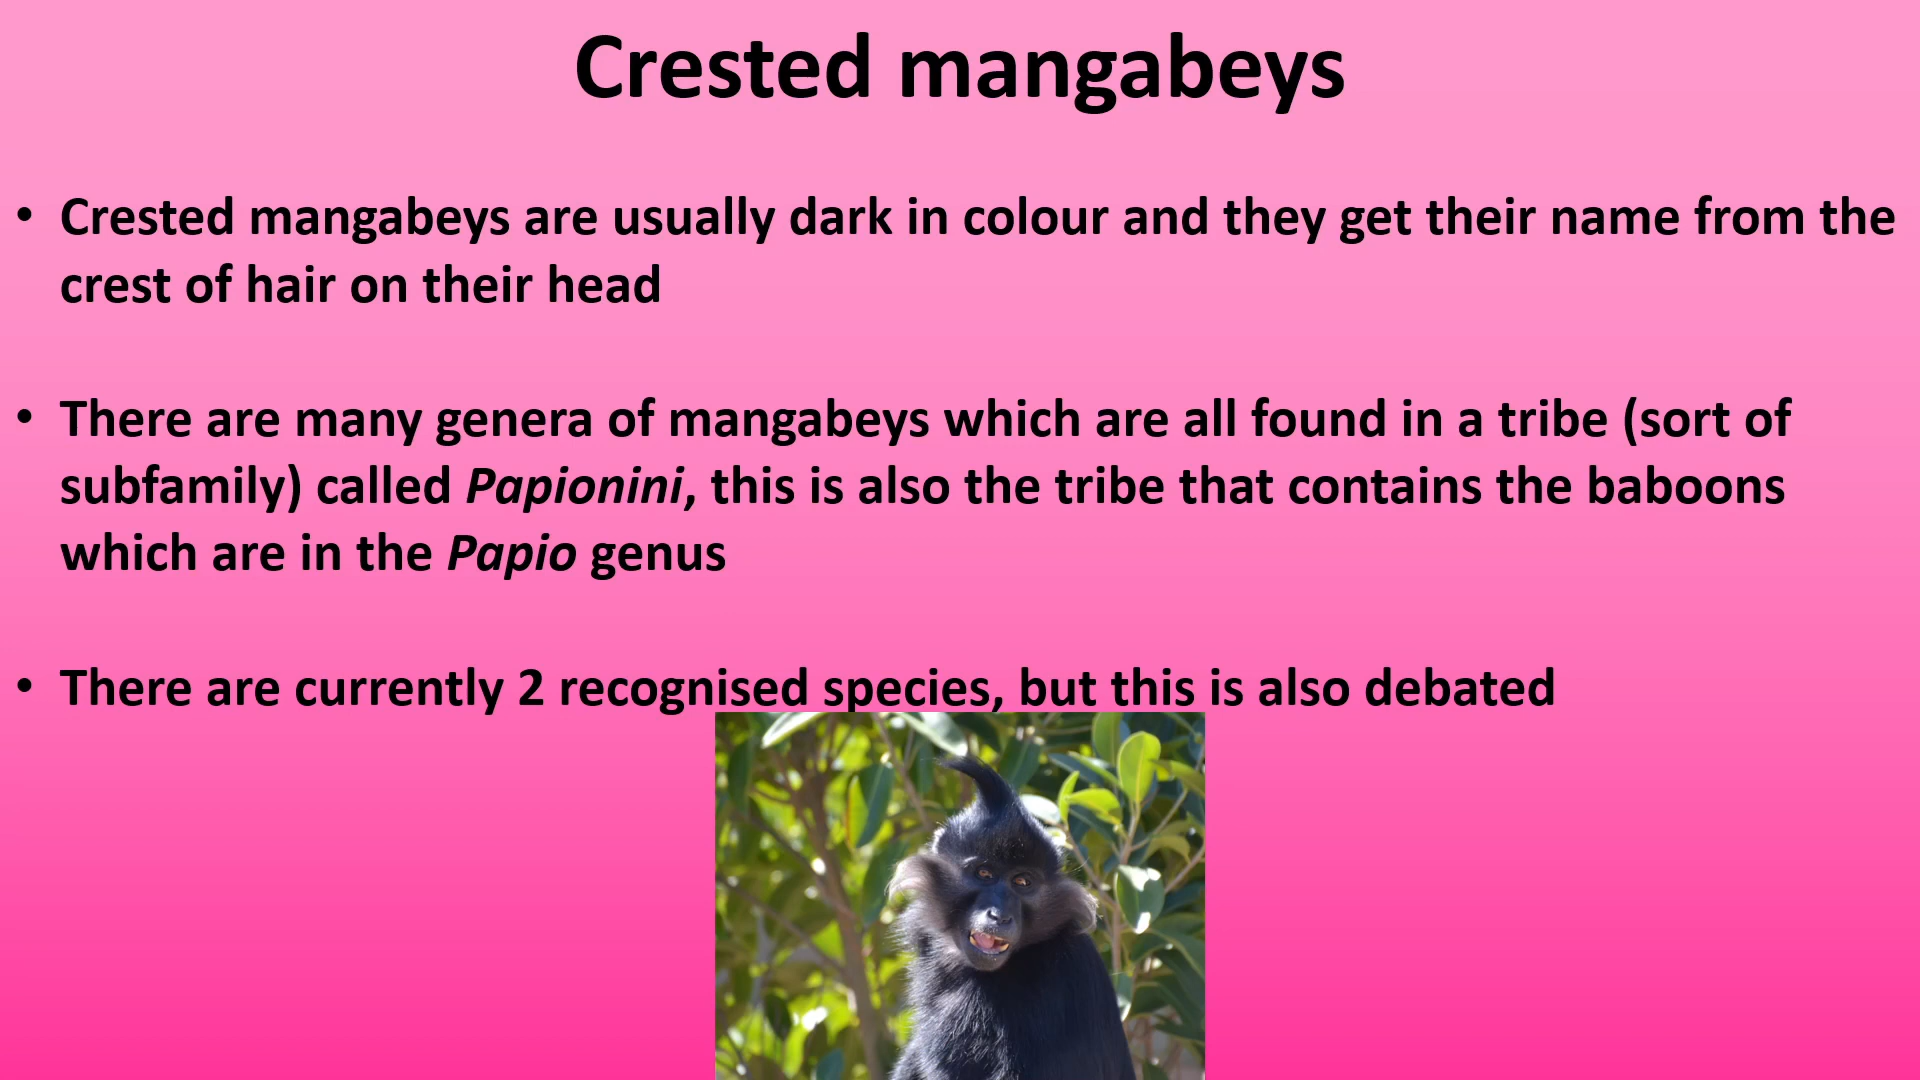 Crested mangabeys
• Crested mangabeys are usually dark in colour and they get their name from the
crest of hair on their head
• There are many genera of mangabeys which are all found in a tribe (sort of
subfamily) called Papionini, this is also the tribe that contains the baboons
which are in the Papio genus
• There are currently 2 recognised species, but this is also debated